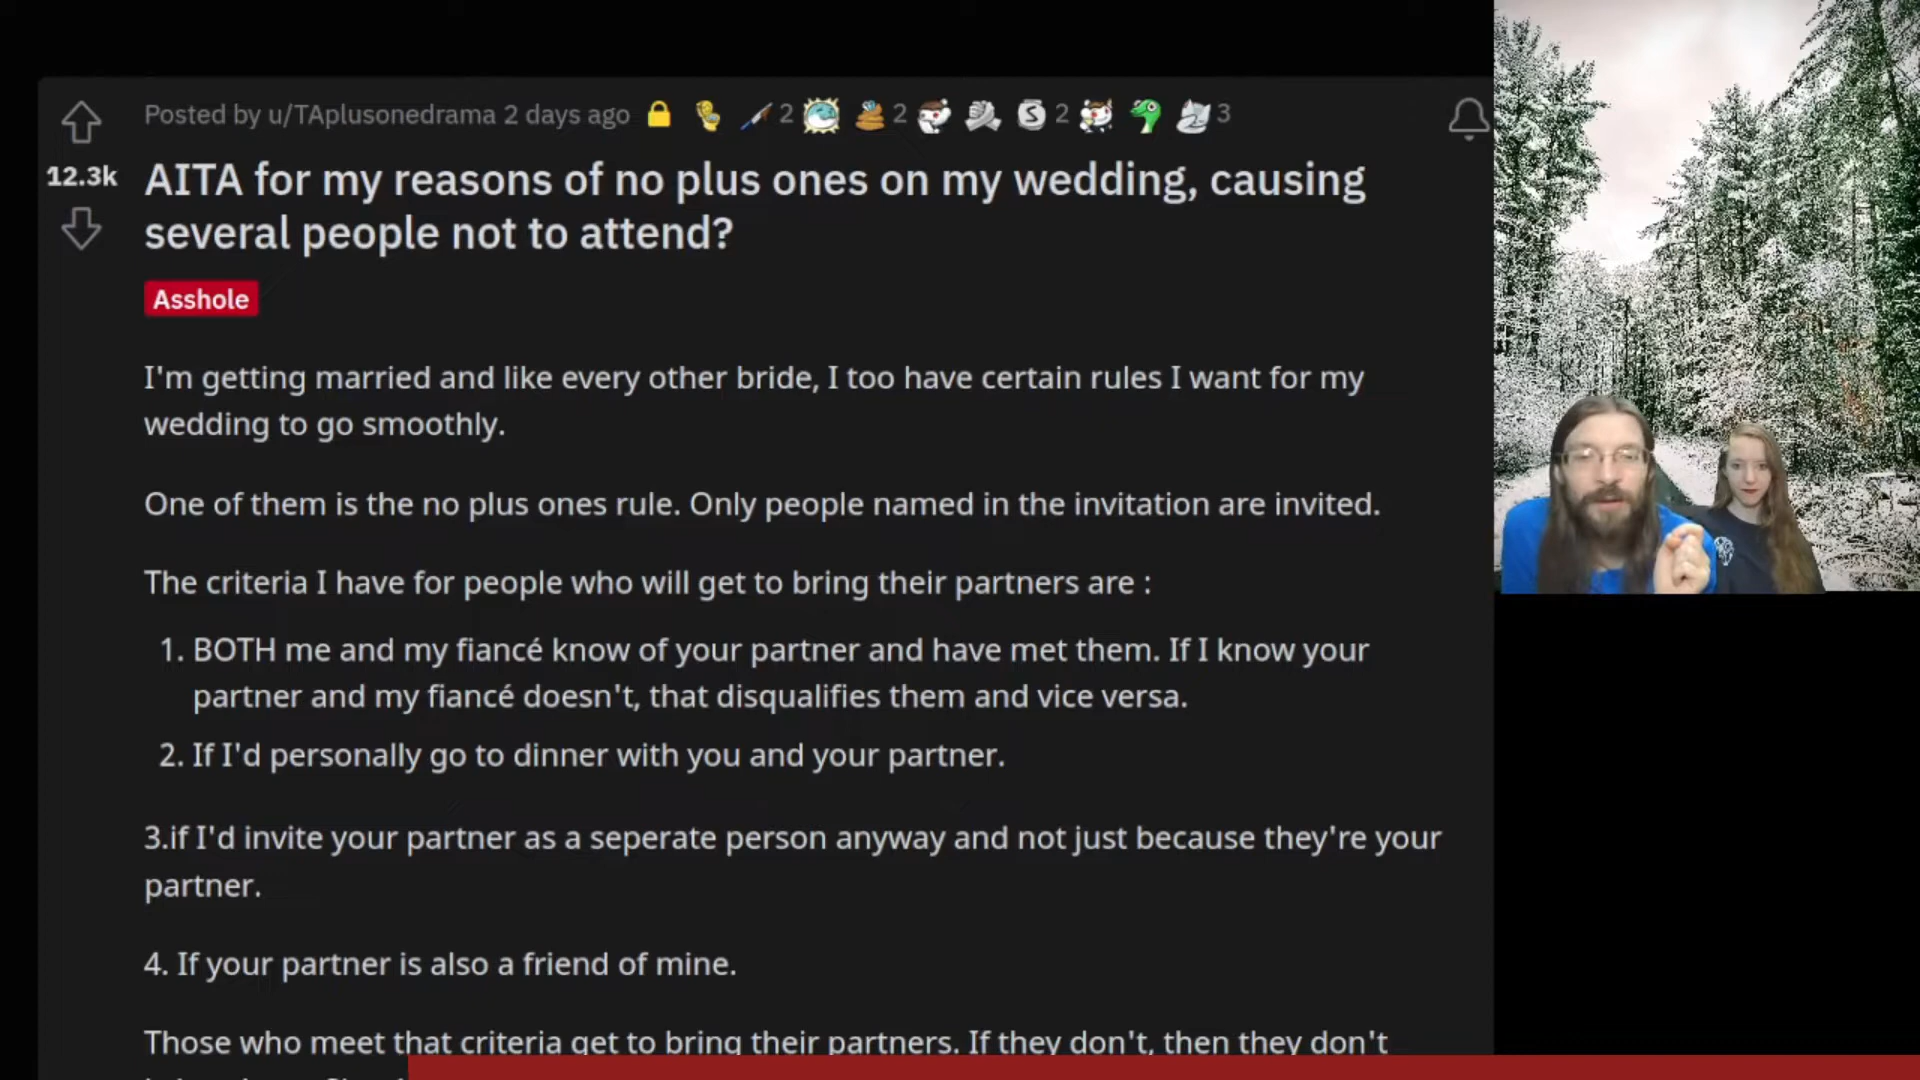 Posted by u/TAplusonedrama 2 days ago 2 2 2 3
12.3k
AITA for my reasons of no plus ones on my wedding, causing
several people not to attend?
Asshole
I'm getting married and like every other bride, I too have certain rules I want for my
wedding to go smoothly.
One of them is the no plus ones rule. Only people named in the invitation are invited.
The criteria I have for people who will get to bring their partners are :
1. BOTH me and my fiancé know of your partner and have met them. If I know your
partner and my fiancé doesn't, that disqualifies them and vice versa.
2. If I'd personally go to dinner with you and your partner.
3.if I'd invite your partner as a seperate person anyway and not just because they're your
partner.
4. If your partner is also a friend of mine.
Those who meet that criteria get to bring their partners. If they don't, then they don't